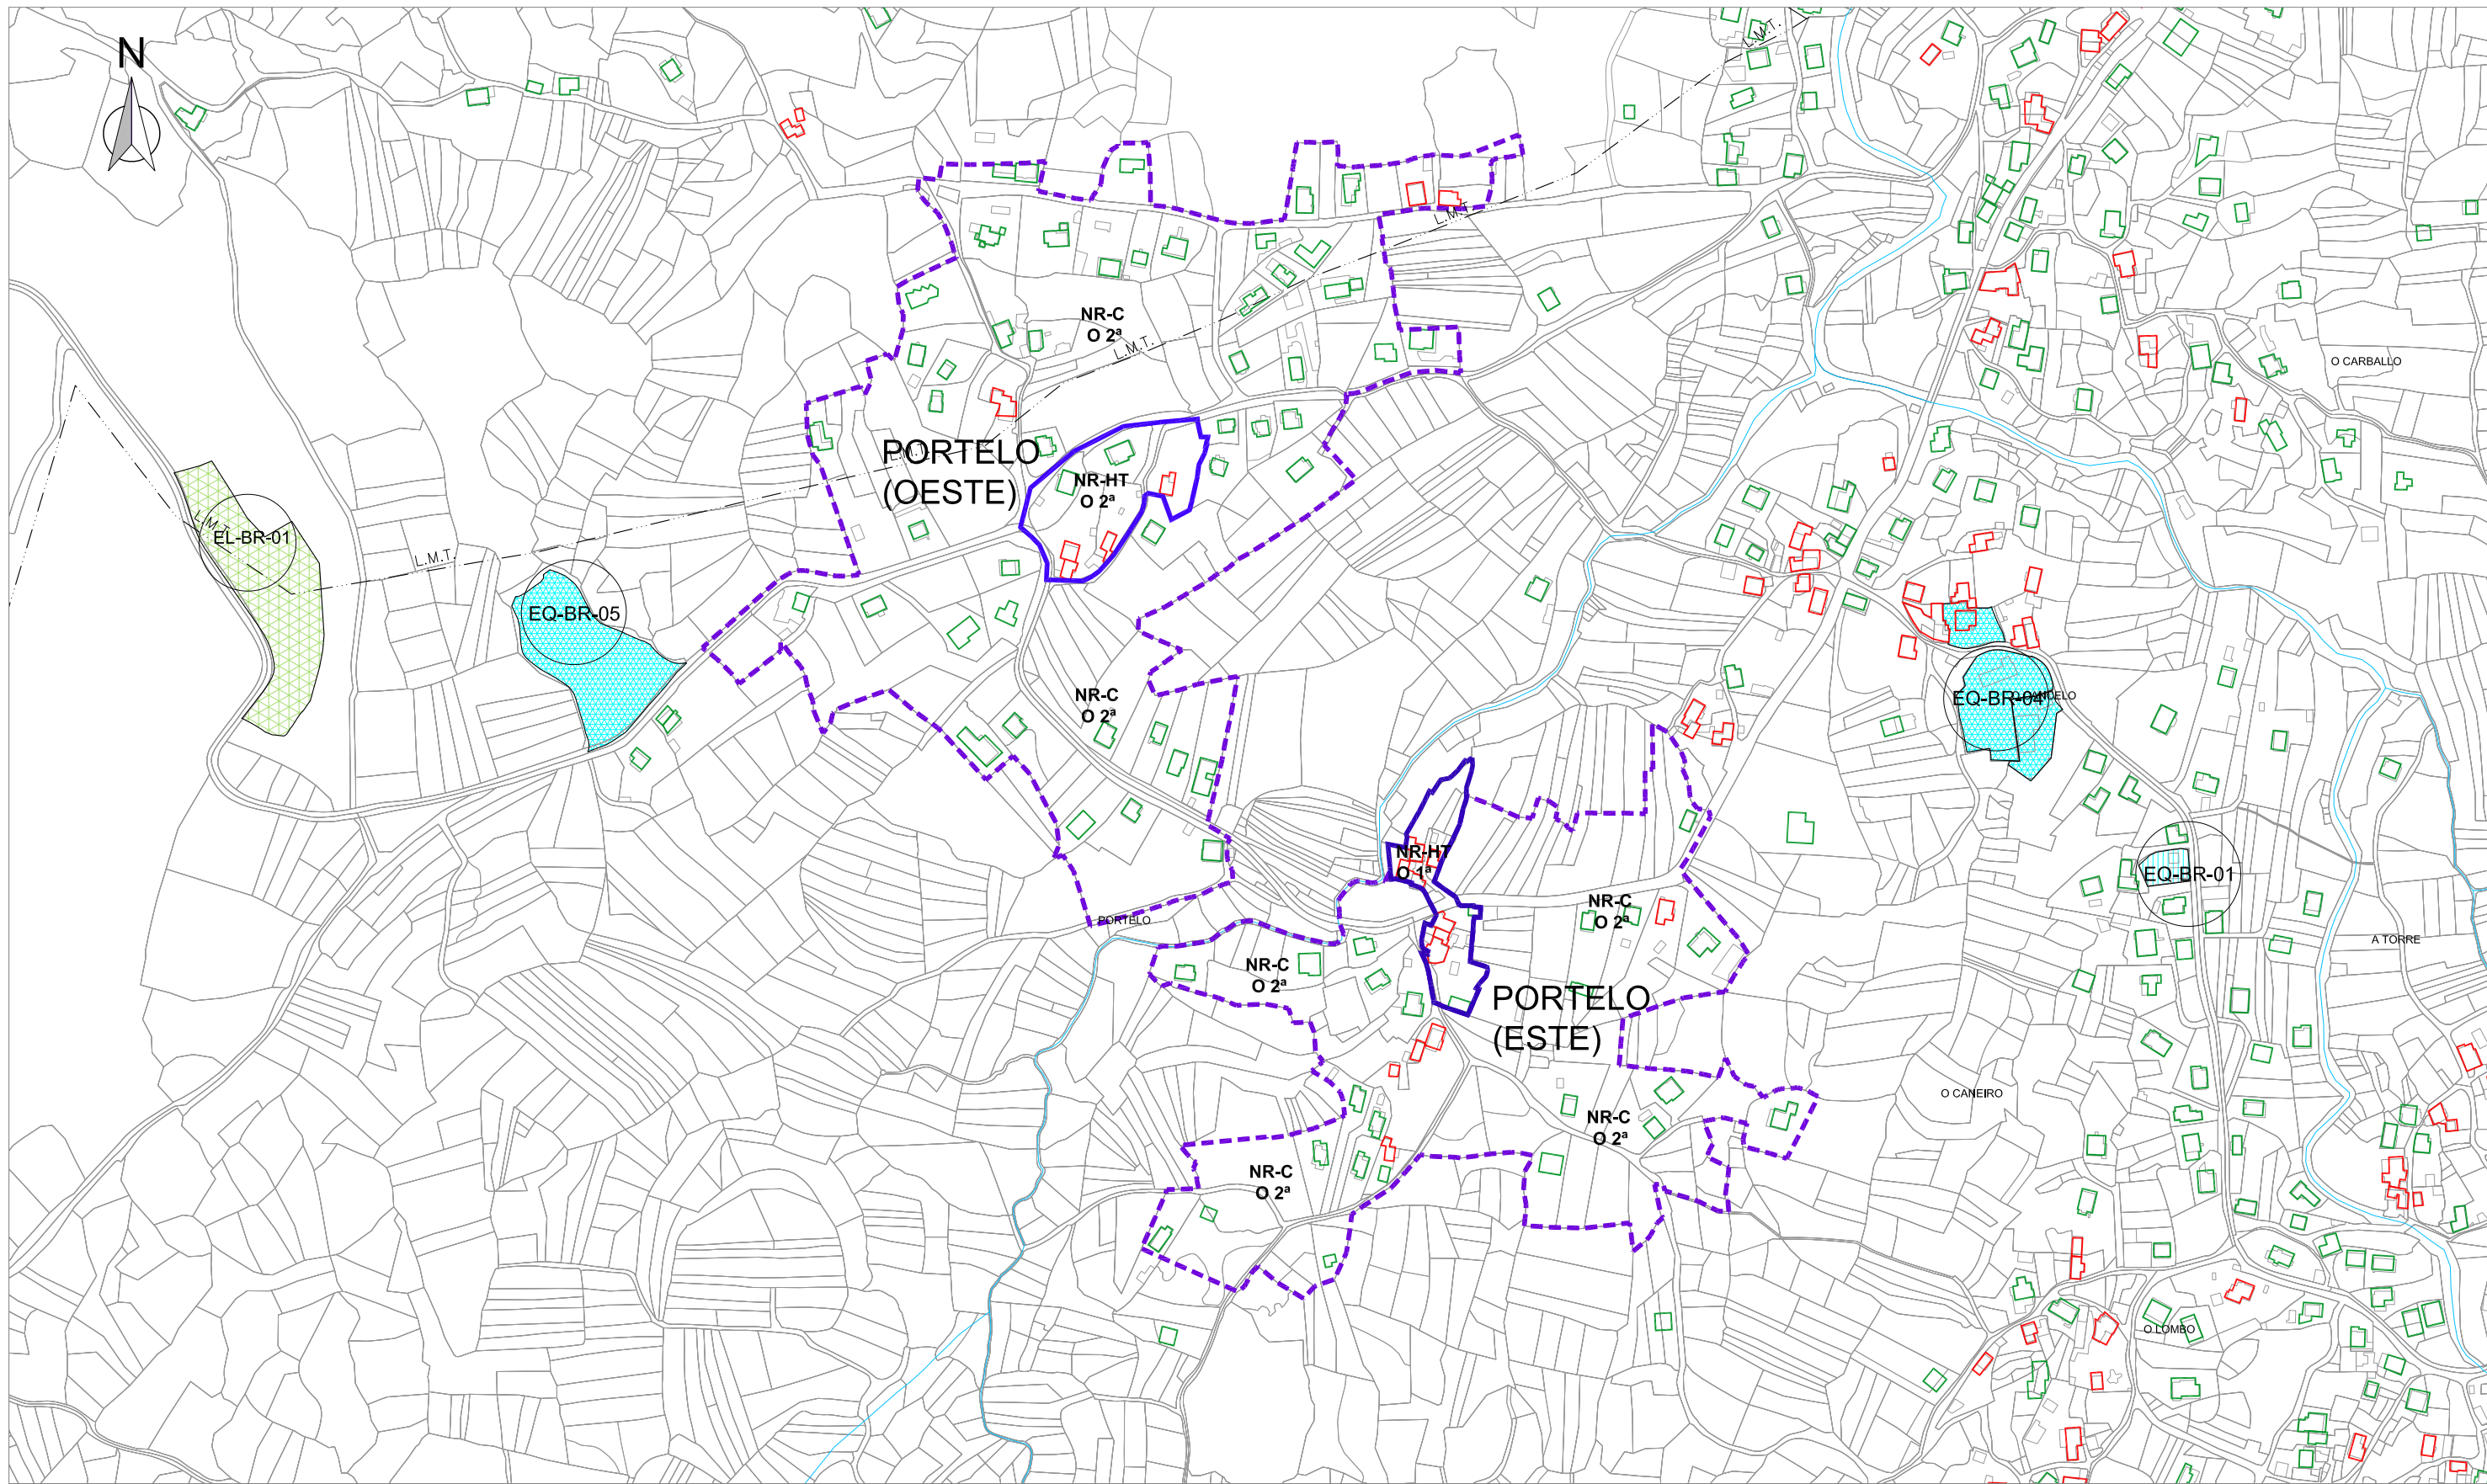 N
L.M.T.
L.M.T.
NR-C
O 2ª
L.M.T.
O CARBALLO
PORTELO
(OESTE)
L.M.T.
NR-HT
O 2ª
L.M.T.
EL-BR-01
L.M.T.
EQ-BR-05
NR-C
O 2ª
EQ-BR-04
NR-HT
O 1ª
EQ-BR-01
NR-C
O 2ª
PORTELO
A TORRE
NR-C
O 2ª
PORTELO
(ESTE)
O CANEIRO
NR-C
O 2ª
NR-C
O 2ª
O LOMBO